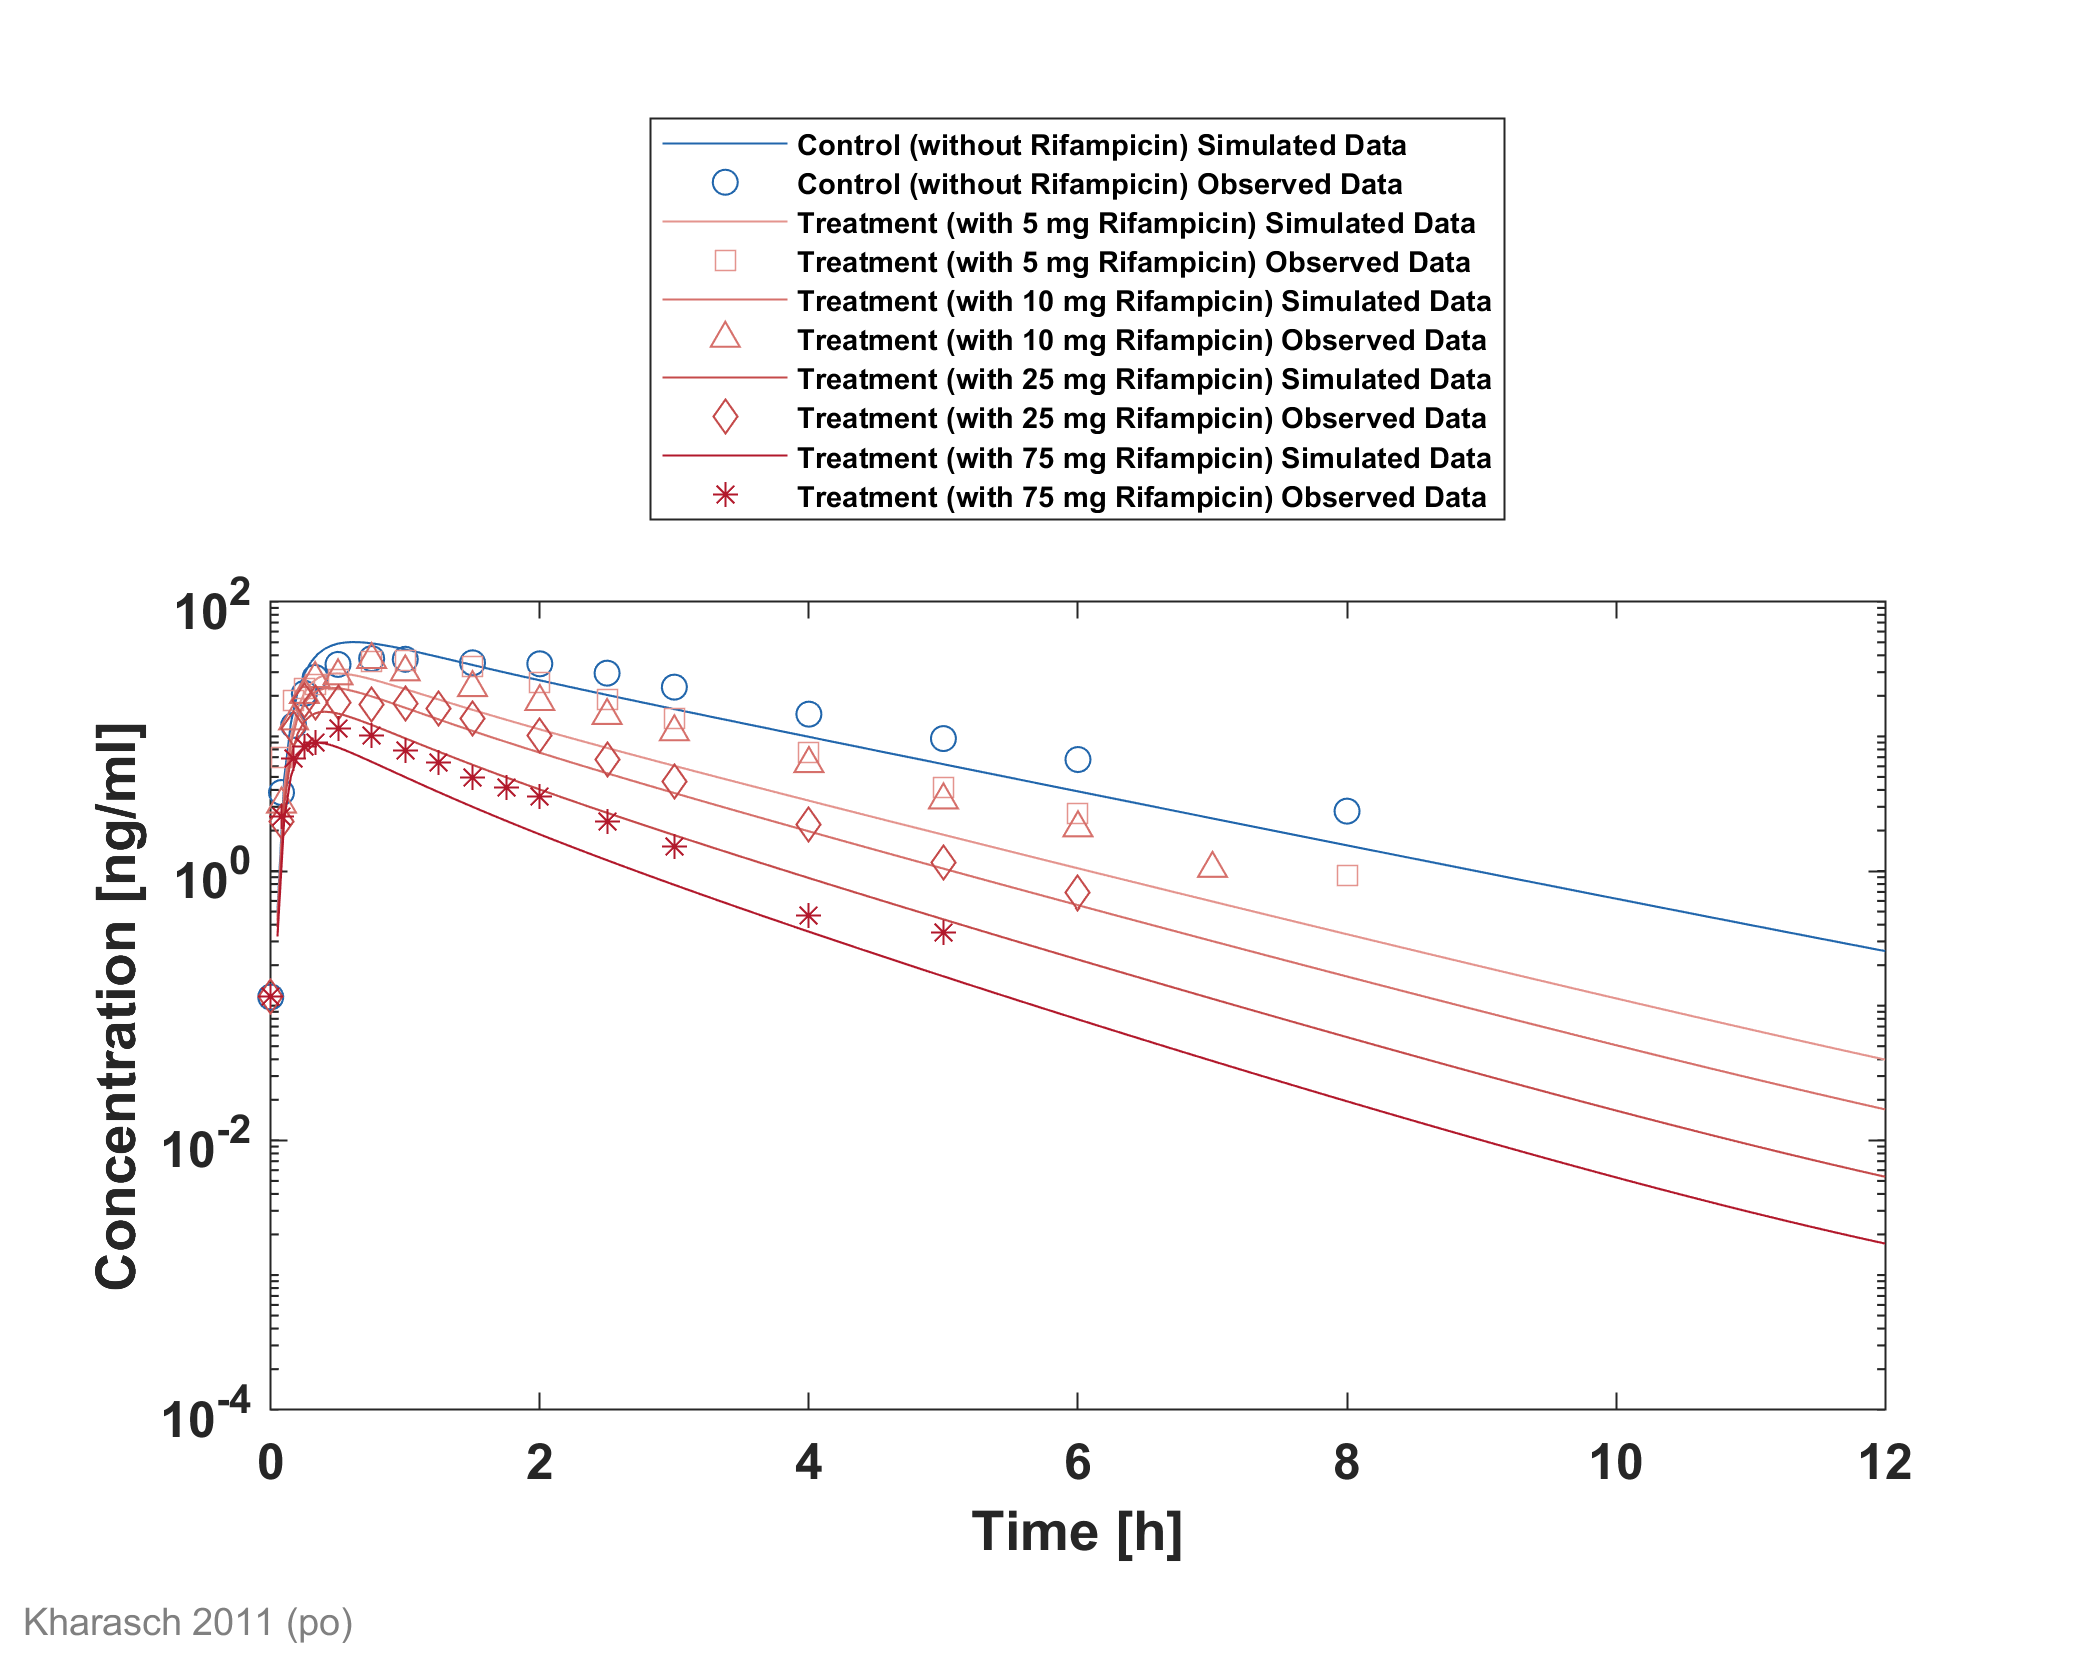 Control (without Rifampicin) Simulated Data
Control (without Rifampicin) Observed Data
Treatment (with 5 mg Rifampicin) Simulated Data
Treatment (with 5 mg Rifampicin) Observed Data
Treatment (with 10 mg Rifampicin) Simulated Data
Treatment (with 10 mg Rifampicin) Observed Data
Treatment (with 25 mg Rifampicin) Simulated Data
Treatment (with 25 mg Rifampicin) Observed Data
Treatment (with 75 mg Rifampicin) Simulated Data
Treatment (with 75 mg Rifampicin) Observed Data
Concentration [ng/ml]
10^2
10^0
10^-2
10^-4
0 2 4 6 8 10 12
Time [h]
Kharasch 2011 (po)